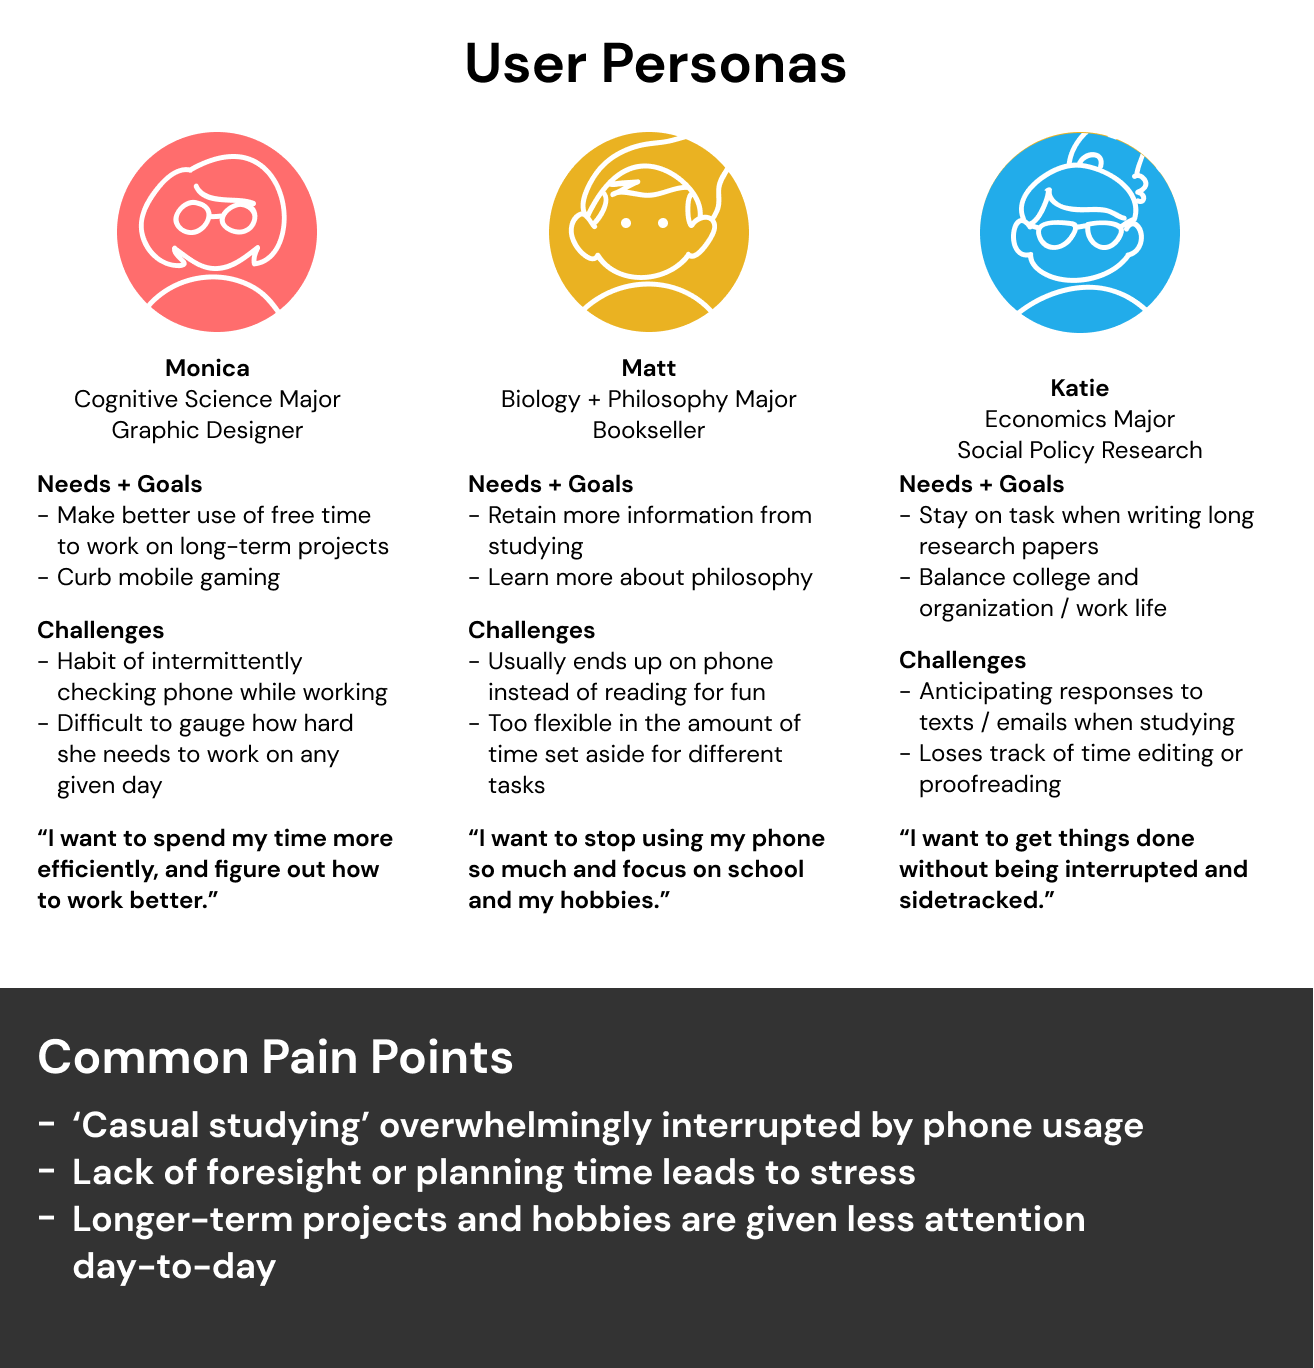 User Personas
Monica
Cognitive Science Major
Graphic Designer
Needs + Goals
- Make better use of free time
to work on long-term projects
- Curb mobile gaming
Challenges
- Habit of intermittently
checking phone while working
- Difficult to gauge how hard
she needs to work on any
given day
“I want to spend my time more
efficiently, and figure out how
to work better.”
Matt
Biology + Philosophy Major
Bookseller
Needs + Goals
- Retain more information from
studying
- Learn more about philosophy
Challenges
- Usually ends up on phone
instead of reading for fun
- Too flexible in the amount of
time set aside for different
tasks
“I want to stop using my phone
so much and focus on school
and my hobbies.”
Katie
Economics Major
Social Policy Research
Needs + Goals
- Stay on task when writing long
research papers
- Balance college and
organization / work life
Challenges
- Anticipating responses to
texts / emails when studying
- Loses track of time editing or
proofreading
“I want to get things done
without being interrupted and
sidetracked.”
Common Pain Points
- ‘Casual studying’ overwhelmingly interrupted by phone usage
- Lack of foresight or planning time leads to stress
- Longer-term projects and hobbies are given less attention
day-to-day